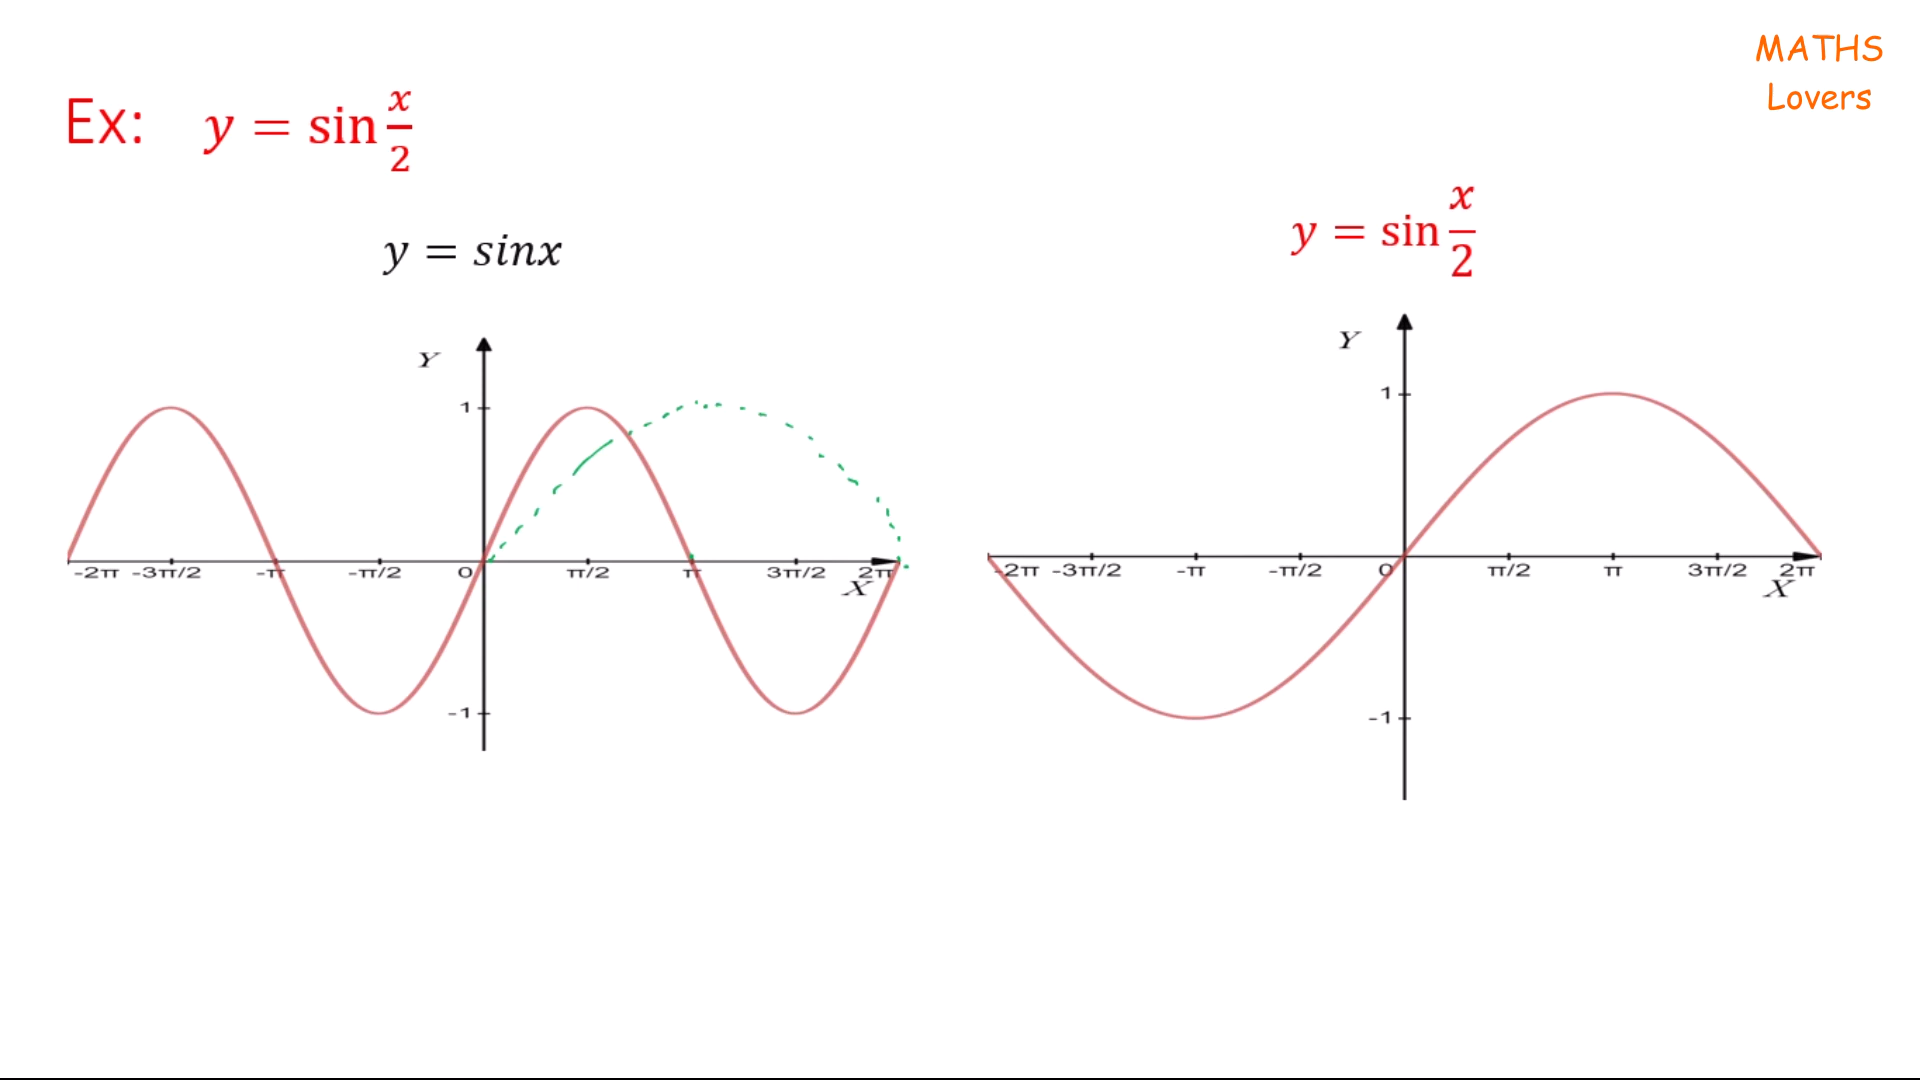 MATHS
Lovers
Ex: y = sin x/2
y = sinx
y = sin x/2
Y
1
-2π -3π/2 -π -π/2 0 π/2 π 3π/2 2π
X
-1
Y
1
-2π -3π/2 -π -π/2 0 π/2 π 3π/2 2π
X
-1